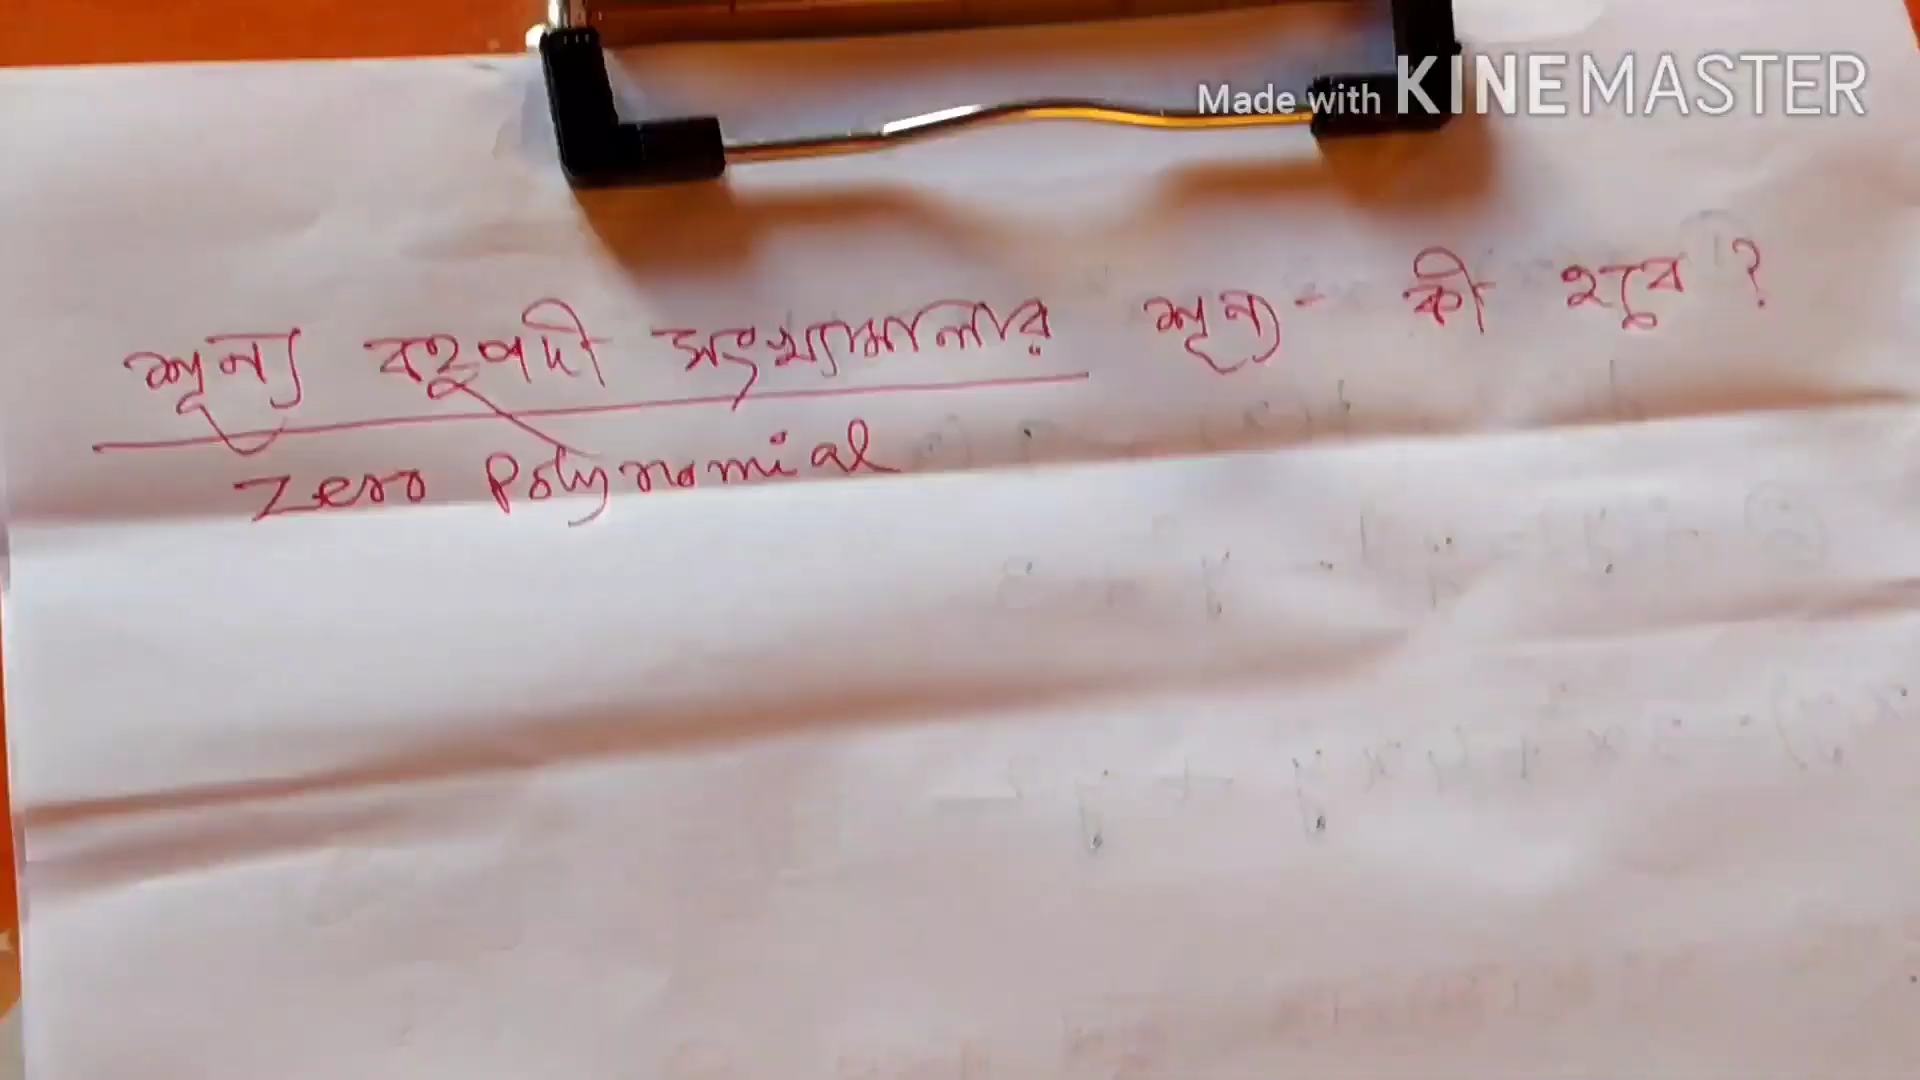 Made with KINEMASTER
শূন্য বহুপদী সংখ্যামালার শূন্য - কী হবে ?
Zero Polynomial